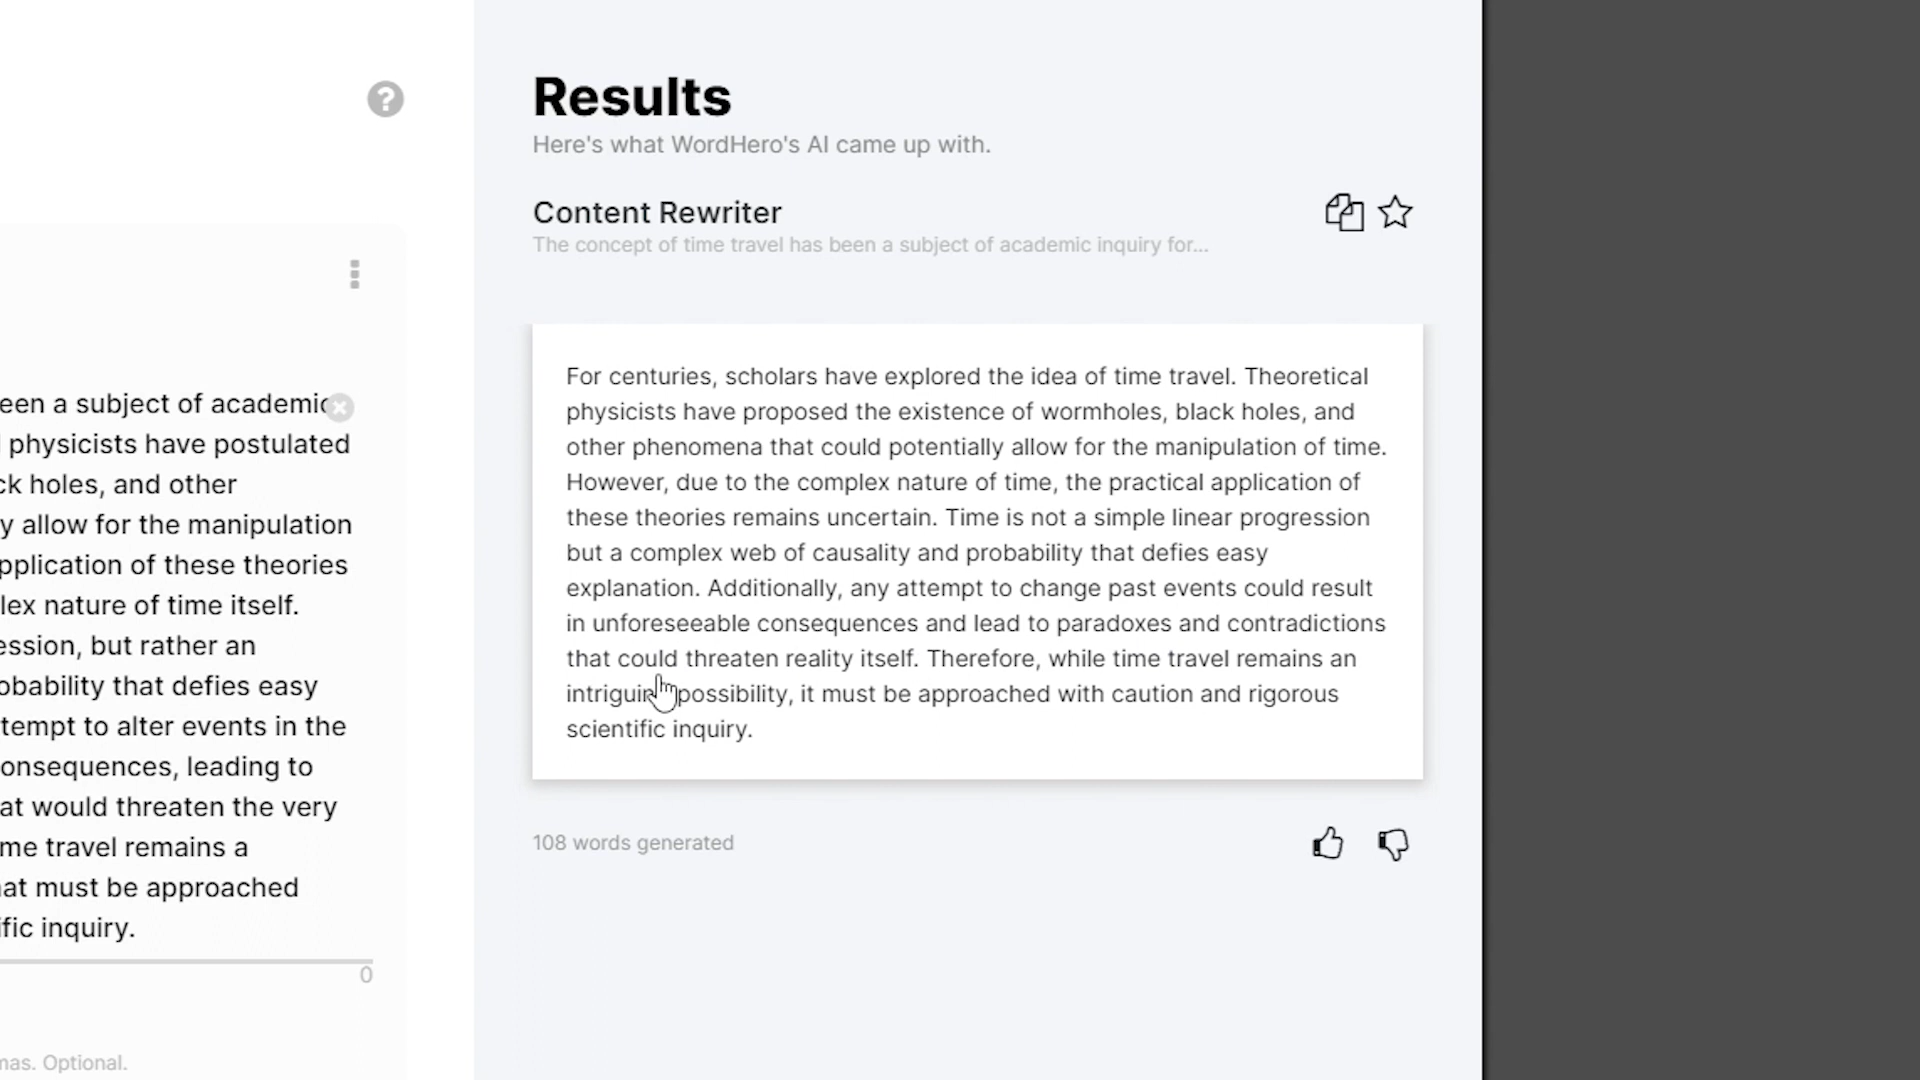 een a subject of academic
physicists have postulated
ck holes, and other
y allow for the manipulation
pplication of these theories
lex nature of time itself.
ession, but rather an
obability that defies easy
tempt to alter events in the
onsequences, leading to
at would threaten the very
me travel remains a
at must be approached
ific inquiry.
0
mas. Optional.
Results
Here's what WordHero's AI came up with.
Content Rewriter
The concept of time travel has been a subject of academic inquiry for...
For centuries, scholars have explored the idea of time travel. Theoretical
physicists have proposed the existence of wormholes, black holes, and
other phenomena that could potentially allow for the manipulation of time.
However, due to the complex nature of time, the practical application of
these theories remains uncertain. Time is not a simple linear progression
but a complex web of causality and probability that defies easy
explanation. Additionally, any attempt to change past events could result
in unforeseeable consequences and lead to paradoxes and contradictions
that could threaten reality itself. Therefore, while time travel remains an
intriguin possibility, it must be approached with caution and rigorous
scientific inquiry.
108 words generated